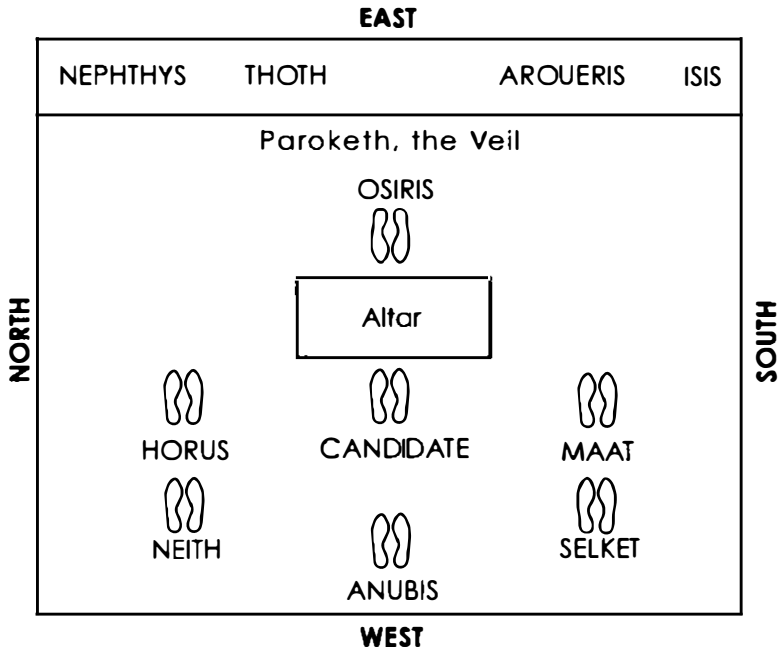 EAST
NEPHTHYS THOTH AROUERIS ISIS
Paroketh, the Veil
OSIRIS
NORTH
Altar
SOUTH
HORUS CANDIDATE MAAT
NEITH SELKET
ANUBIS
WEST